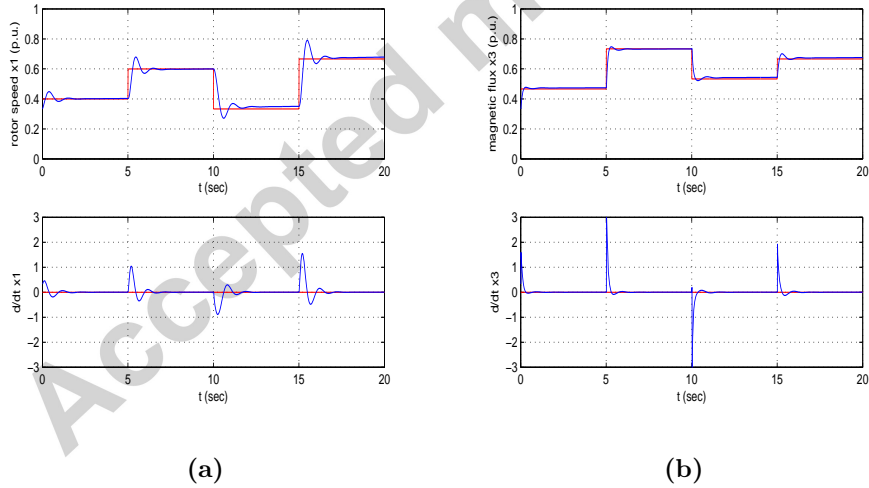 Accepted m
rotor speed x1 (p.u.)
1
0.8
0.6
0.4
0.2
0
0 5 10 15 20
t (sec)
d/dt x1
3
2
1
0
−1
−2
−3
0 5 10 15 20
t (sec)
(a)
magnetic flux x3 (p.u.)
1
0.8
0.6
0.4
0.2
0
0 5 10 15 20
t (sec)
d/dt x3
3
2
1
0
−1
−2
−3
0 5 10 15 20
t (sec)
(b)